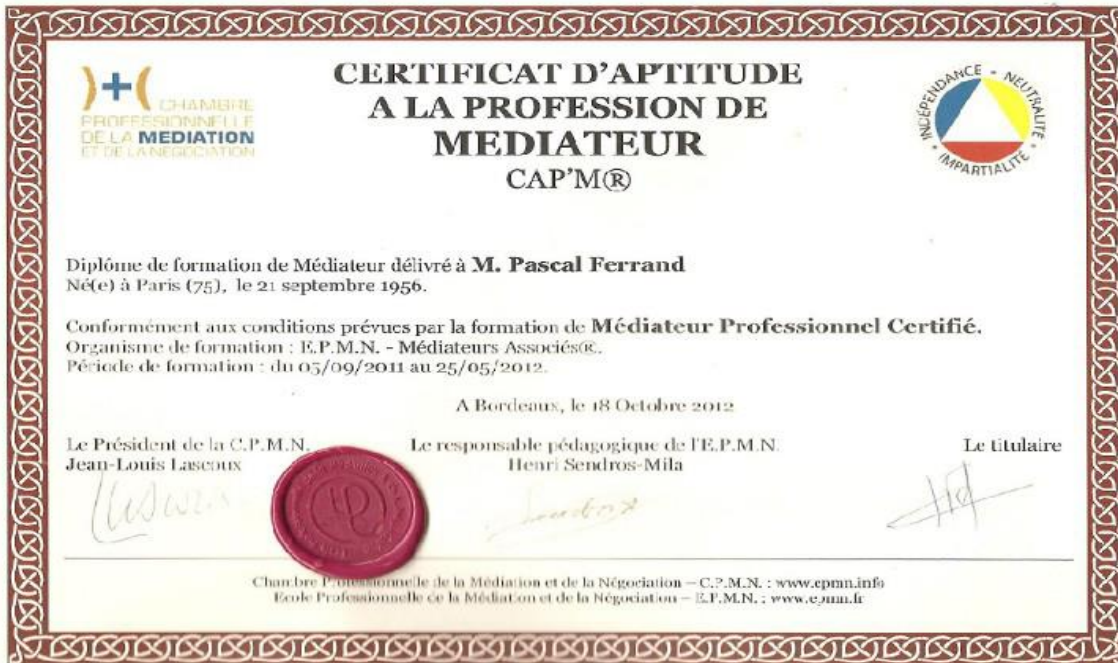 CHAMBRE
PROFESSIONNELLE
DE LA MEDIATION
ET DE LA NEGOCIATION
CERTIFICAT D'APTITUDE
A LA PROFESSION DE
MEDIATEUR
CAP'M®
INDÉPENDANCE - NEUTRALITÉ - IMPARTIALITÉ
Diplôme de formation de Médiateur délivré à M. Pascal Ferrand
Né(e) à Paris (75), le 21 septembre 1956.
Conformément aux conditions prévues par la formation de Médiateur Professionnel Certifié.
Organisme de formation : E.P.M.N. - Médiateurs Associés®.
Période de formation : du 03/09/2011 au 25/05/2012.
A Bordeaux, le 18 Octobre 2012
Le Président de la C.P.M.N.
Jean-Louis Lascoux
Le responsable pédagogique de l'E.P.M.N.
Henri Sendros-Mila
Le titulaire
Chambre Professionnelle de la Médiation et de la Négociation – C.P.M.N. : www.cpmn.info
Ecole Professionnelle de la Médiation et de la Négociation – E.P.M.N. : www.epmn.fr